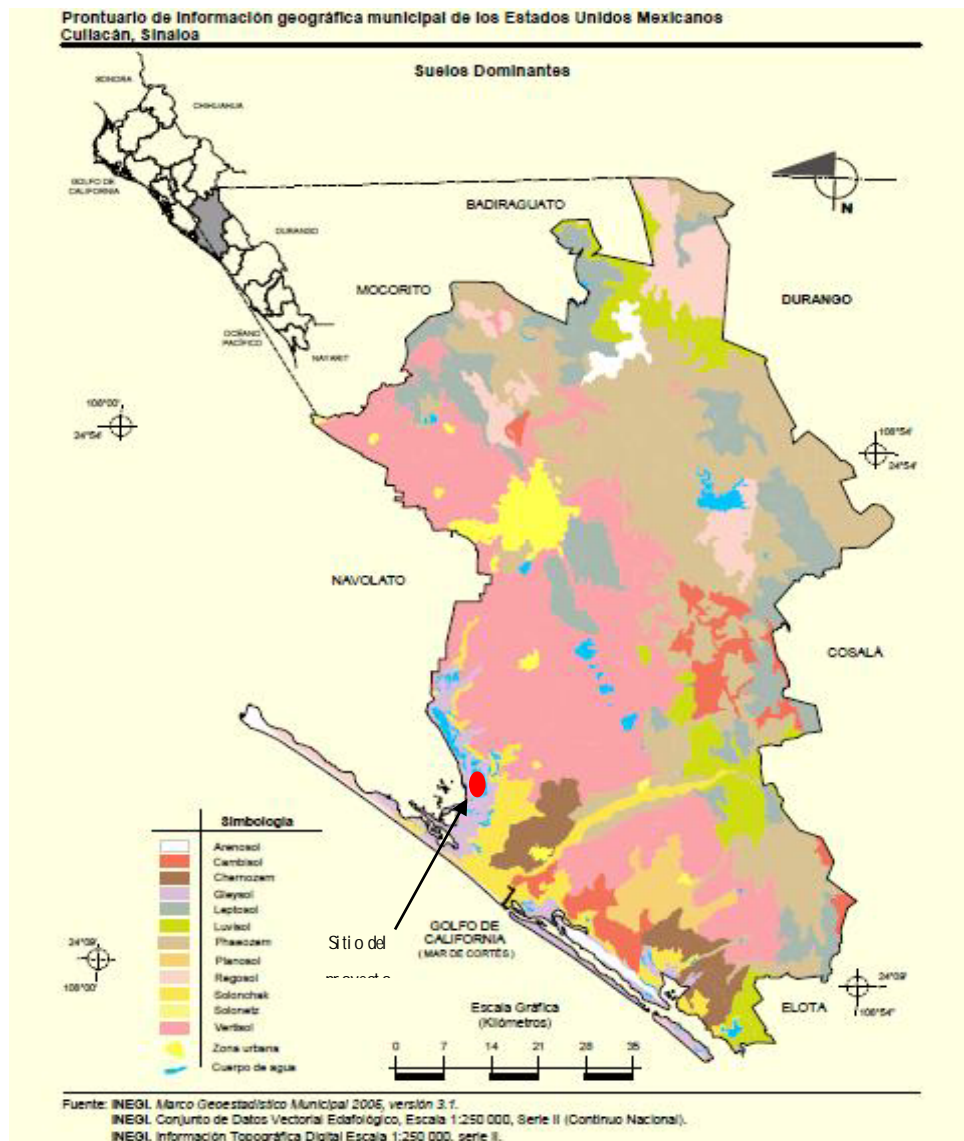 Prontuario de información geográfica municipal de los Estados Unidos Mexicanos
Culiacán, Sinaloa
Suelos Dominantes
SONORA
CHIHUAHUA
GOLFO DE
CALIFORNIA
DURANGO
OCÉANO
PACÍFICO
NAYARIT
BADIRAGUATO
N
MOCORITO
DURANGO
108°00'
24°54'
106°54'
24°54'
NAVOLATO
COSALÁ
Simbología
Arenosol
Cambisol
Chernozem
Gleysol
Leptosol
Luvisol
Phaeozem
Planosol
Regosol
Solonchak
Solonetz
Vertisol
Zona urbana
Cuerpo de agua
Sitio del
GOLFO DE
CALIFORNIA
( MAR DE CORTÉS )
24°09'
108°00'
24°09'
106°54'
ELOTA
Escala Gráfica
(Kilómetros)
0 7 14 21 28 35
Fuente: INEGI. Marco Geoestadístico Municipal 2005, versión 3.1.
INEGI. Conjunto de Datos Vectorial Edafológico, Escala 1:250 000, Serie II (Continuo Nacional).
INEGI. Información Topográfica Digital Escala 1:250 000, serie II.